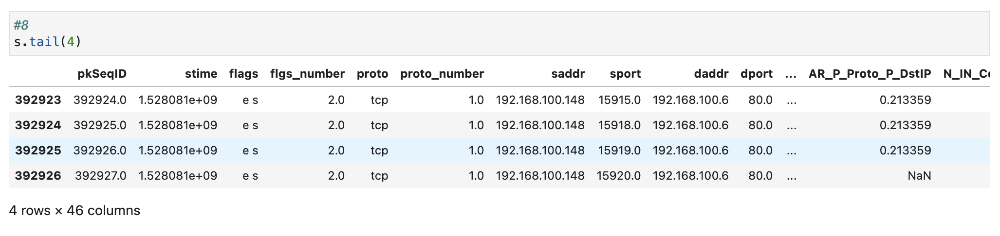 #8
s.tail(4)
pkSeqID stime flags flgs_number proto proto_number saddr sport daddr dport ... AR_P_Proto_P_DstIP N_IN_Co
392923 392924.0 1.528081e+09 e s 2.0 tcp 1.0 192.168.100.148 15915.0 192.168.100.6 80.0 ... 0.213359
392924 392925.0 1.528081e+09 e s 2.0 tcp 1.0 192.168.100.148 15918.0 192.168.100.6 80.0 ... 0.213359
392925 392926.0 1.528081e+09 e s 2.0 tcp 1.0 192.168.100.148 15919.0 192.168.100.6 80.0 ... 0.213359
392926 392927.0 1.528081e+09 e s 2.0 tcp 1.0 192.168.100.148 15920.0 192.168.100.6 80.0 ... NaN
4 rows × 46 columns